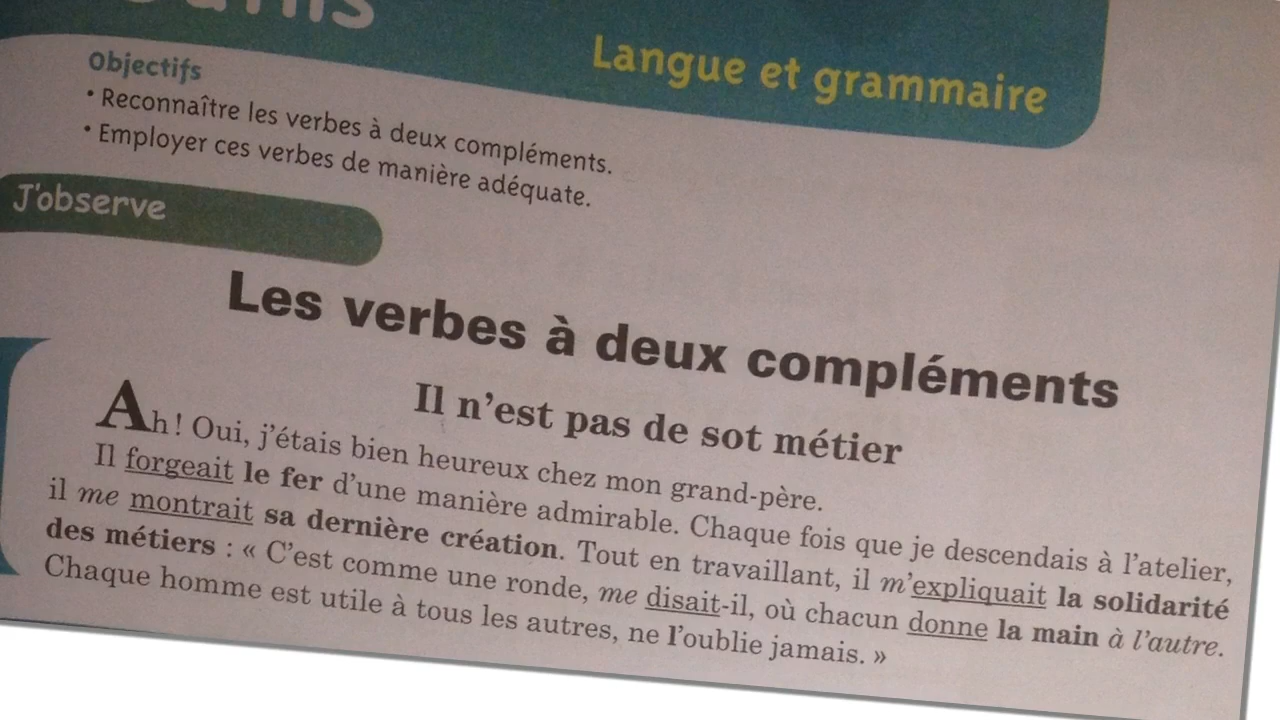 Langue et grammaire
Objectifs
• Reconnaître les verbes à deux compléments.
• Employer ces verbes de manière adéquate.
J'observe
Les verbes à deux compléments
Il n'est pas de sot métier
Ah ! Oui, j'étais bien heureux chez mon grand-père.
Il forgeait le fer d'une manière admirable. Chaque fois que je descendais à l'atelier,
il me montrait sa dernière création. Tout en travaillant, il m'expliquait la solidarité
des métiers : « C'est comme une ronde, me disait-il, où chacun donne la main à l'autre.
Chaque homme est utile à tous les autres, ne l'oublie jamais. »